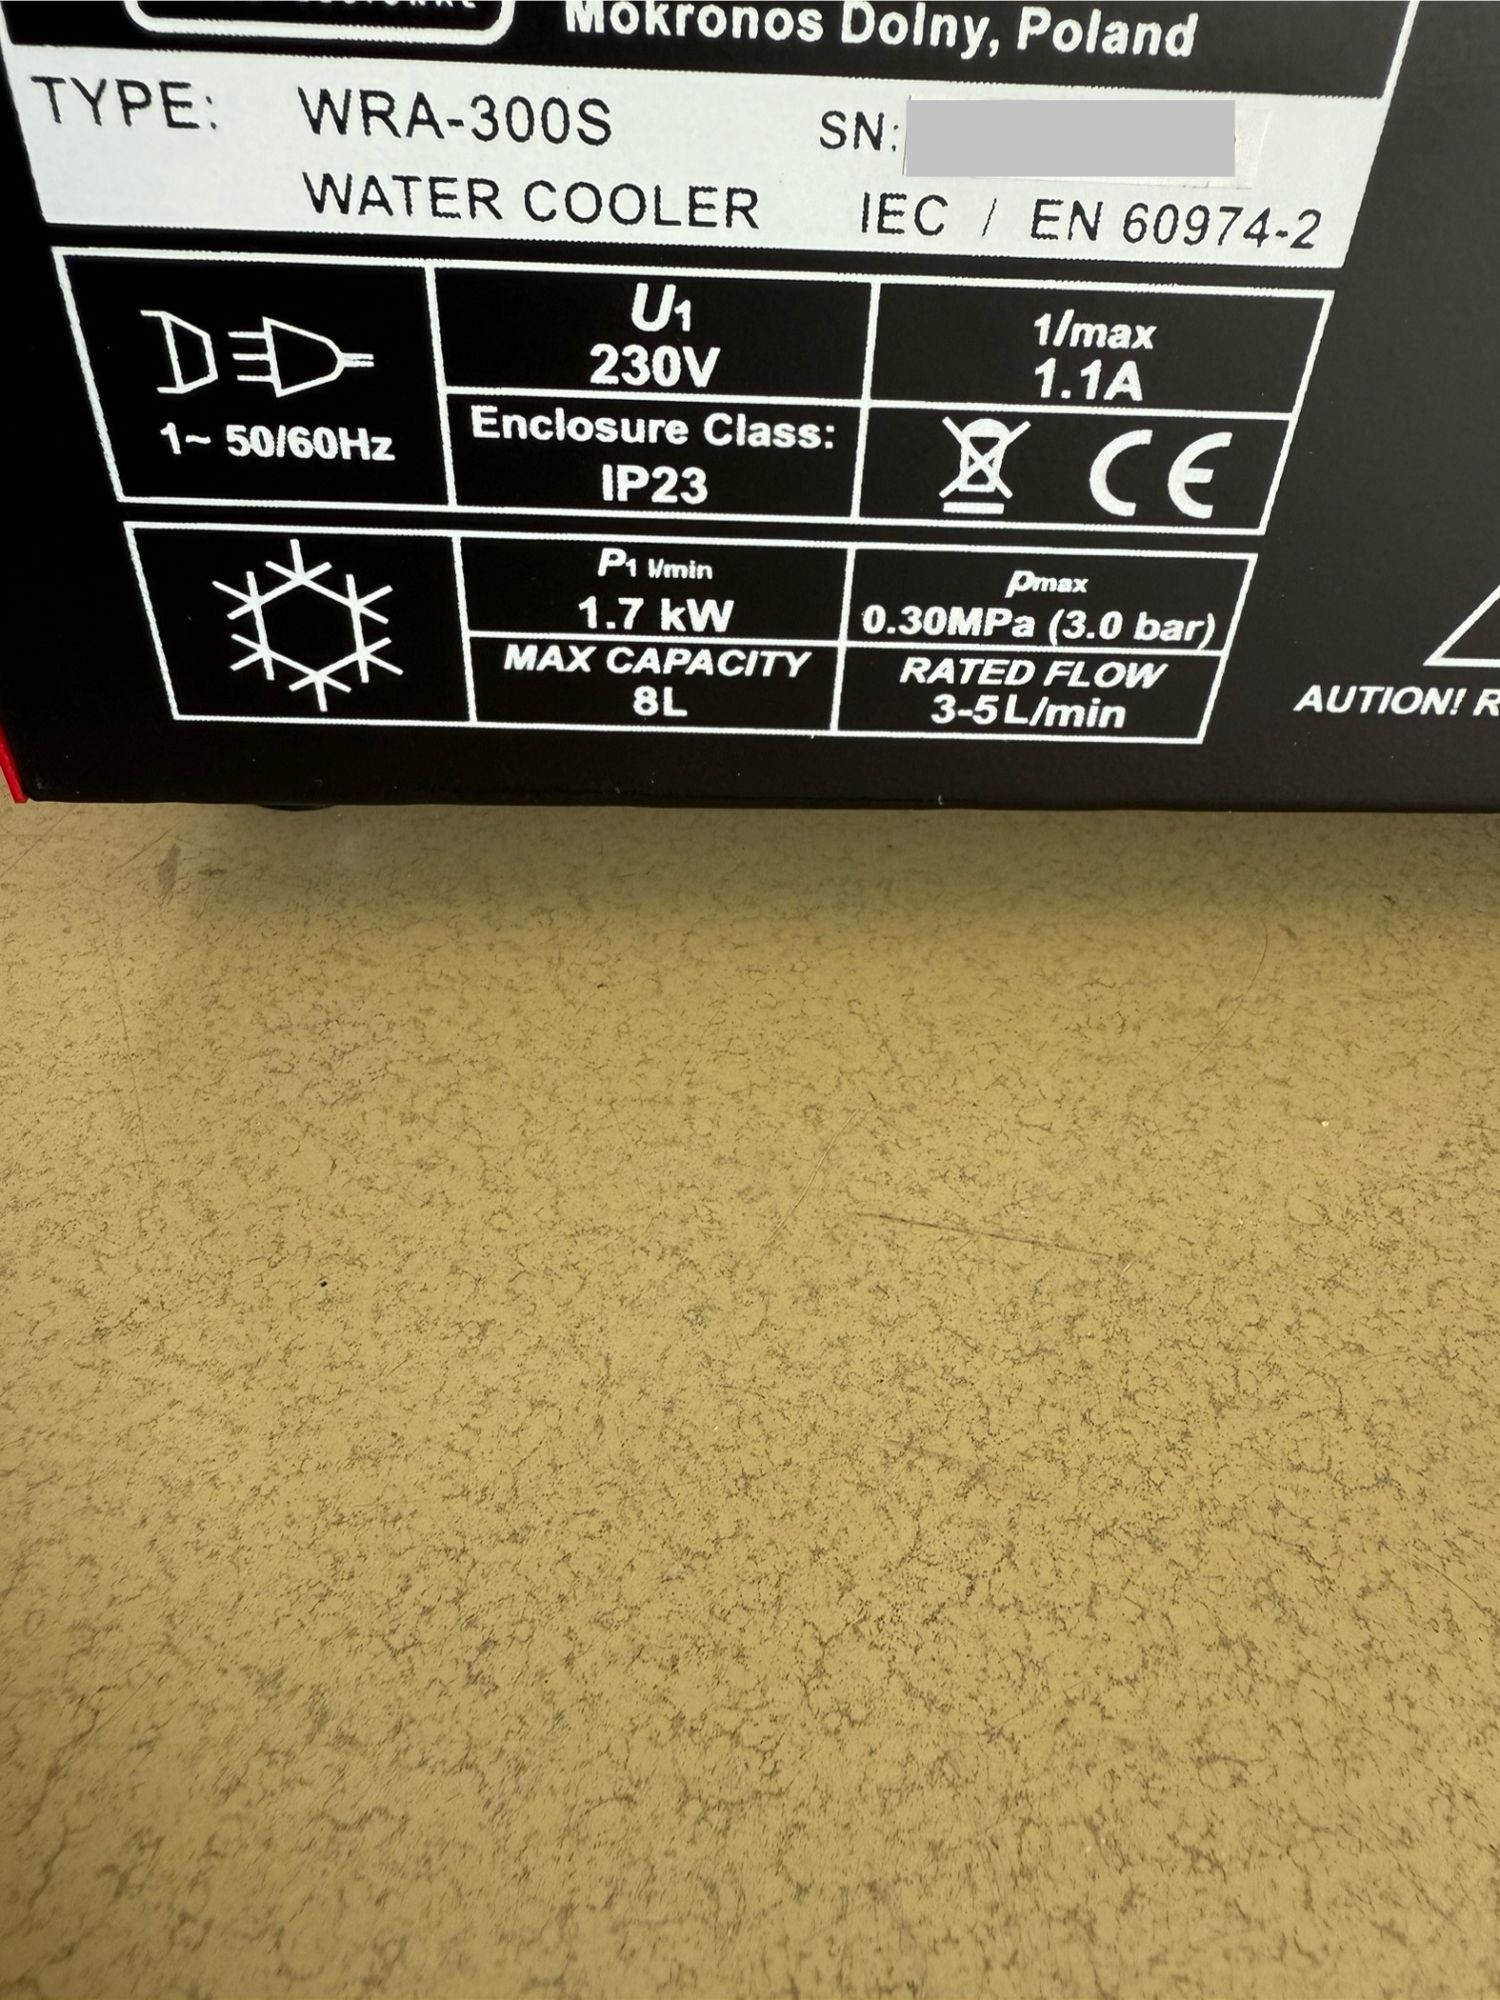 Mokronos Dolny, Poland
TYPE: WRA-300S SN:
WATER COOLER IEC / EN 60974-2
U1
230V
1/max
1.1A
1~ 50/60Hz
Enclosure Class:
IP23
CE
P1 l/min
1.7 kW
pmax
0.30MPa (3.0 bar)
MAX CAPACITY
8L
RATED FLOW
3-5L/min
AUTION! R